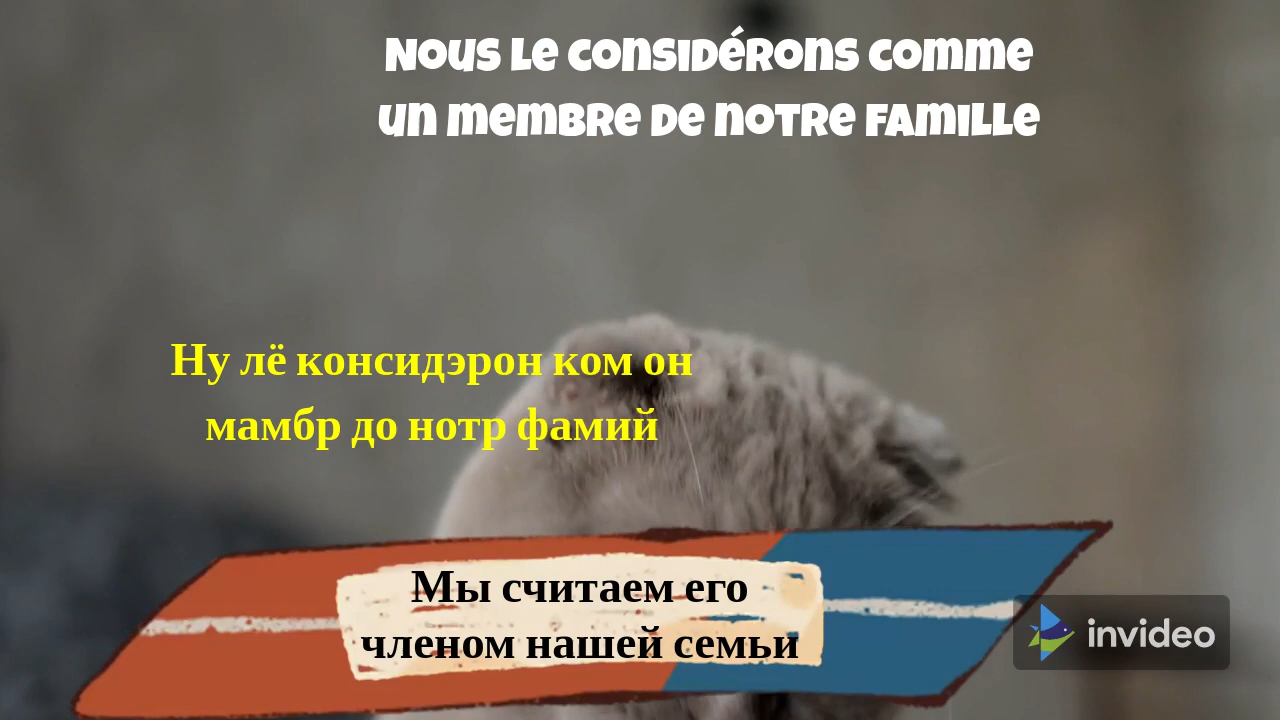 Nous le considérons comme
un membre de notre famille
Ну лё консидэрон ком он
мамбр до нотр фамий
Мы считаем его
членом нашей семьи
invideo